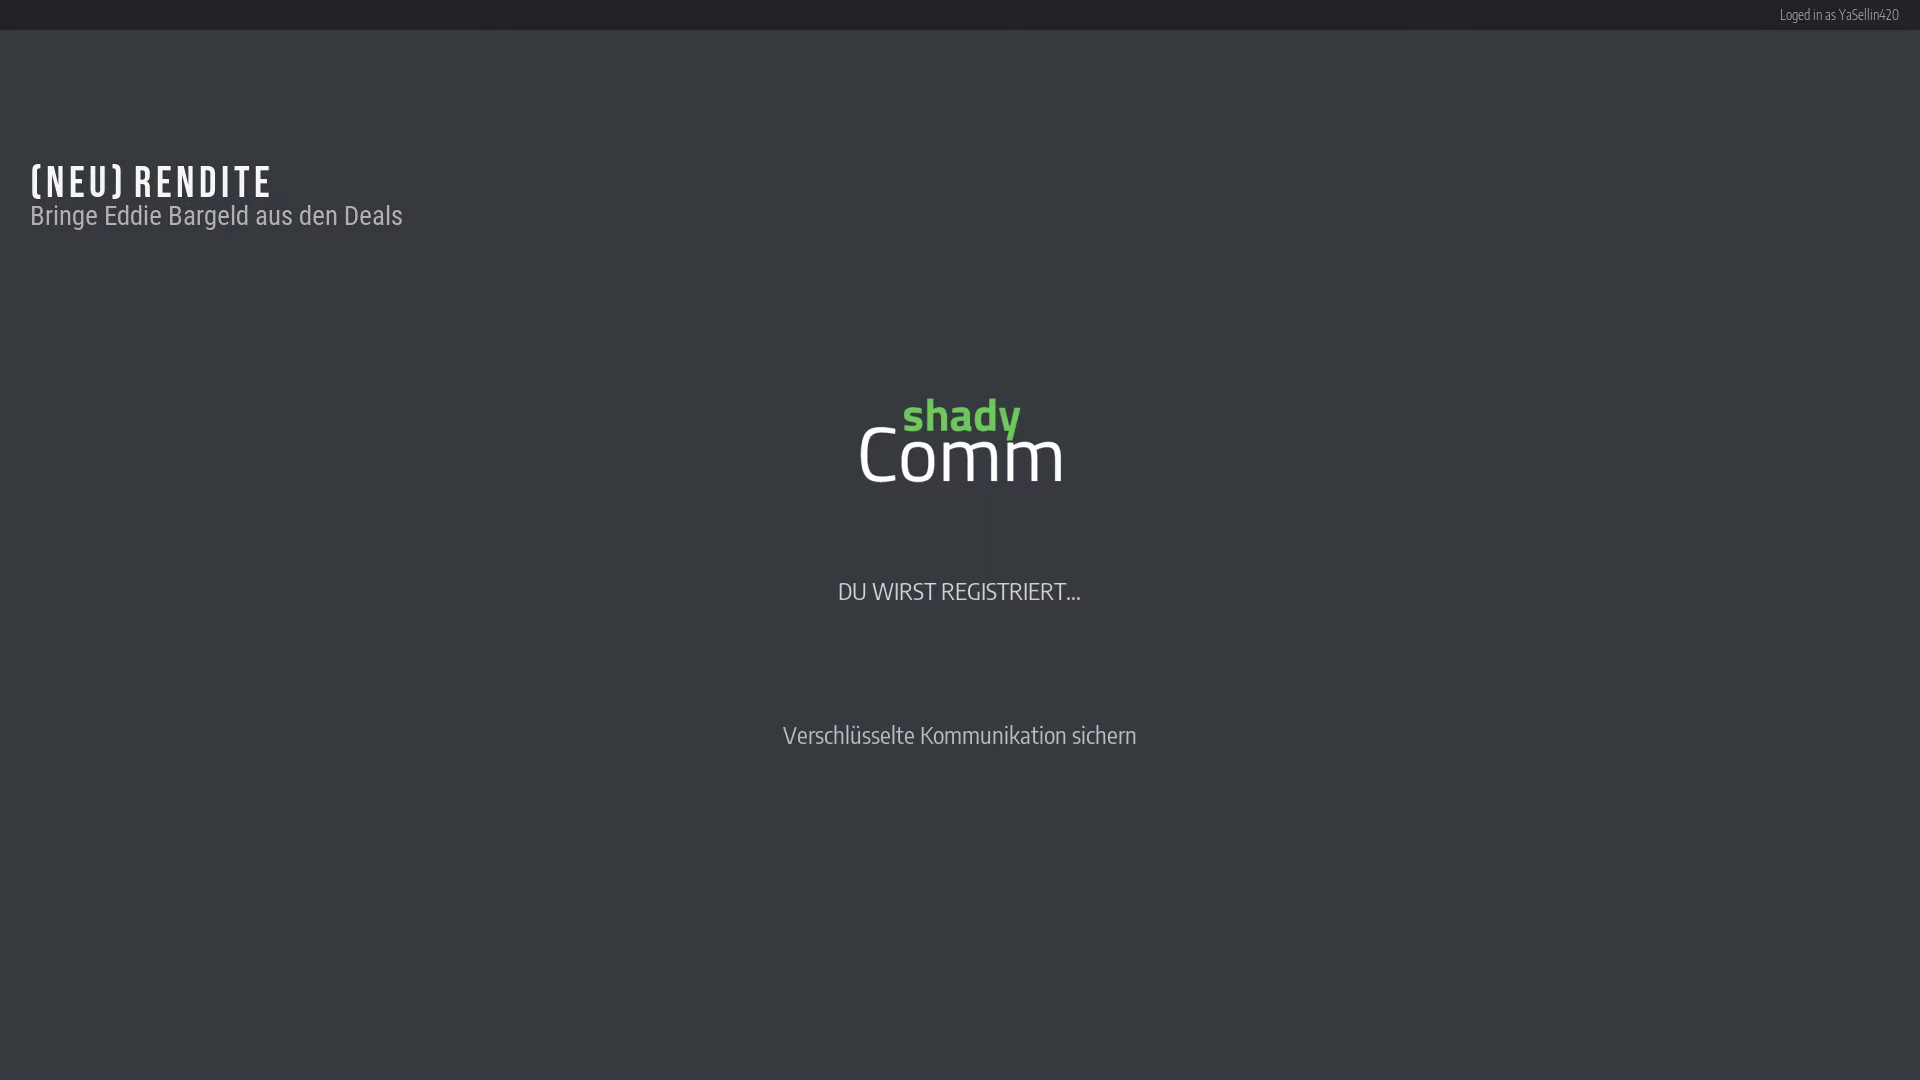 Loged in as YaSellin420
(NEU) RENDITE
Bringe Eddie Bargeld aus den Deals
shady
Comm
DU WIRST REGISTRIERT...
Verschlüsselte Kommunikation sichern